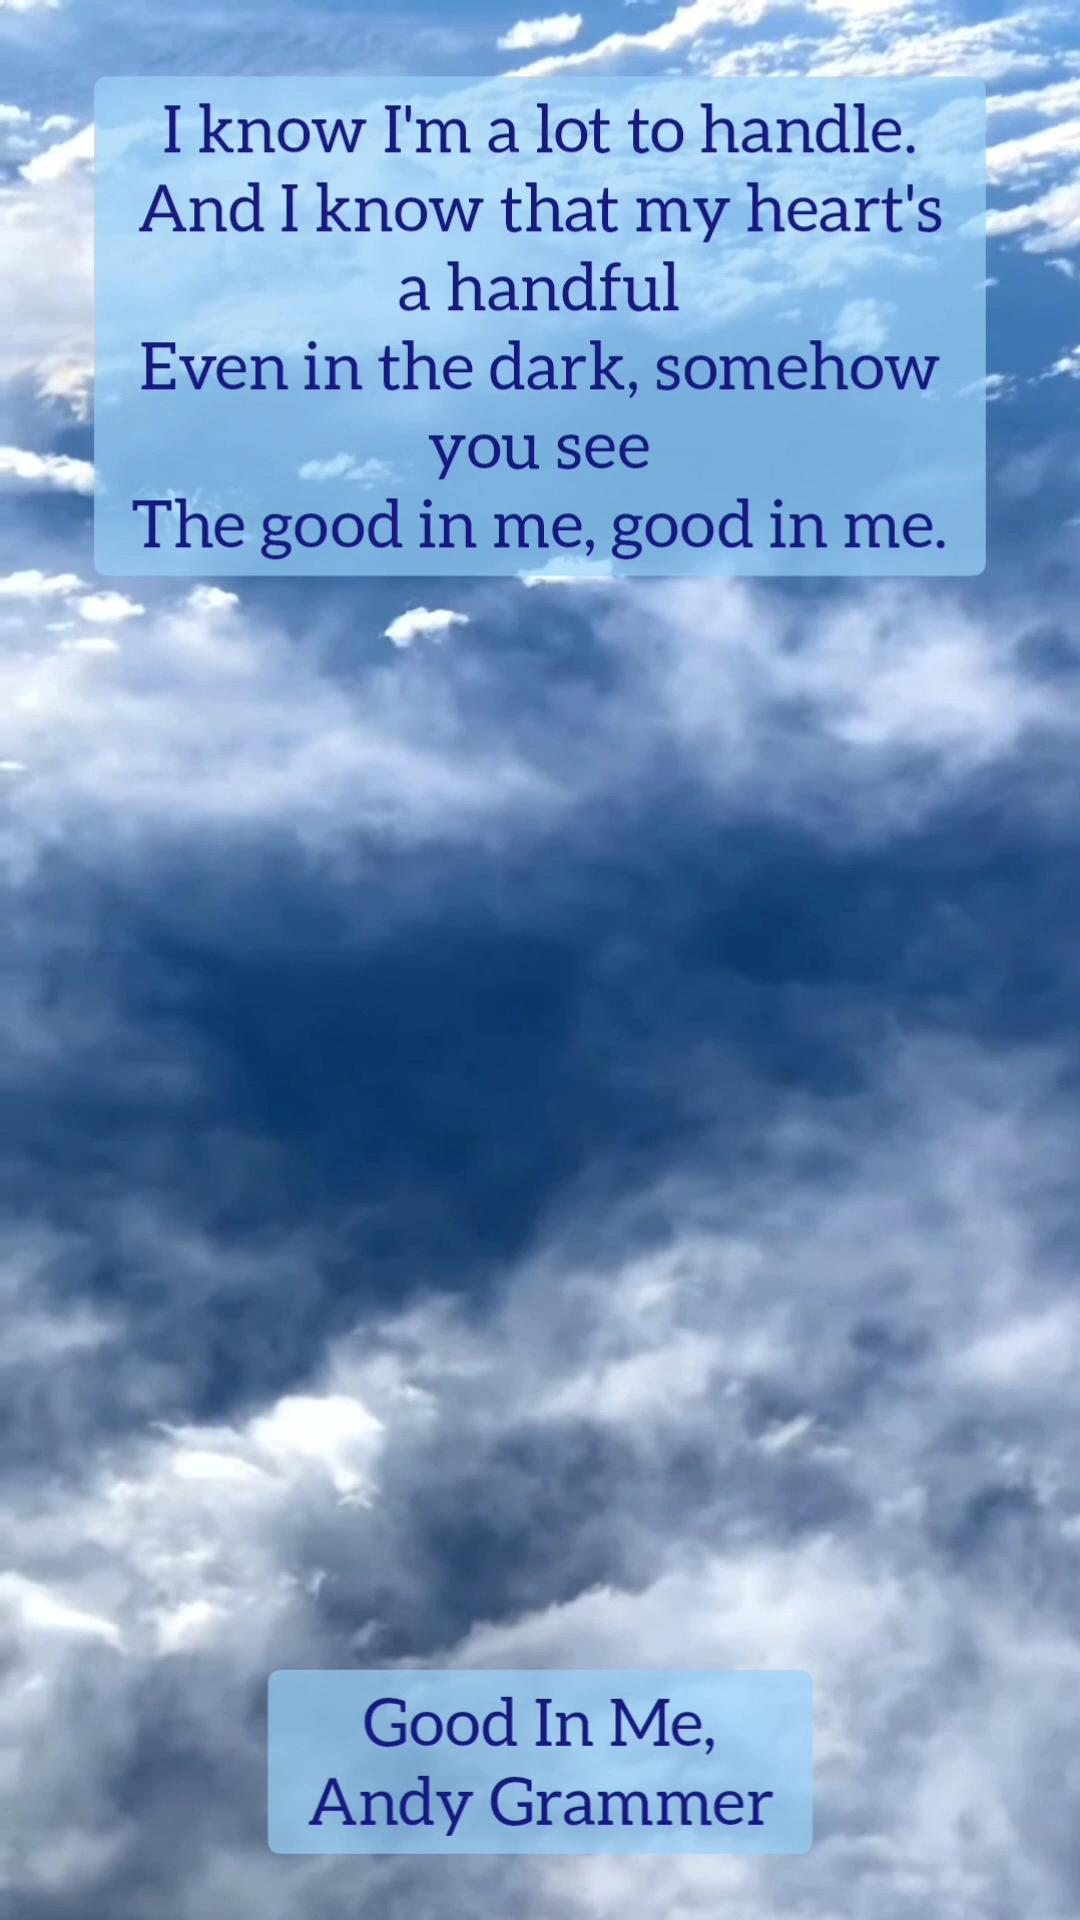 I know I'm a lot to handle.
And I know that my heart's
a handful
Even in the dark, somehow
you see
The good in me, good in me.
Good In Me,
Andy Grammer